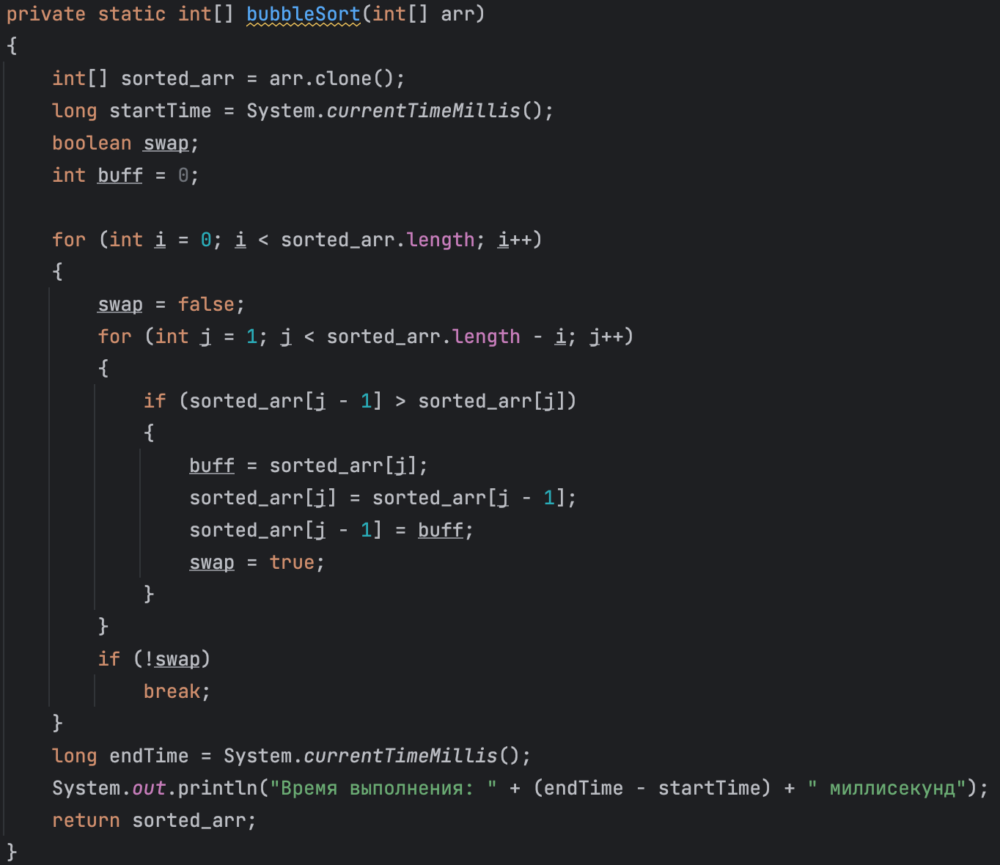 private static int[] bubbleSort(int[] arr)
{
    int[] sorted_arr = arr.clone();
    long startTime = System.currentTimeMillis();
    boolean swap;
    int buff = 0;

    for (int i = 0; i < sorted_arr.length; i++)
    {
        swap = false;
        for (int j = 1; j < sorted_arr.length - i; j++)
        {
            if (sorted_arr[j - 1] > sorted_arr[j])
            {
                buff = sorted_arr[j];
                sorted_arr[j] = sorted_arr[j - 1];
                sorted_arr[j - 1] = buff;
                swap = true;
            }
        }
        if (!swap)
            break;
    }
    long endTime = System.currentTimeMillis();
    System.out.println("Время выполнения: " + (endTime - startTime) + " миллисекунд");
    return sorted_arr;
}